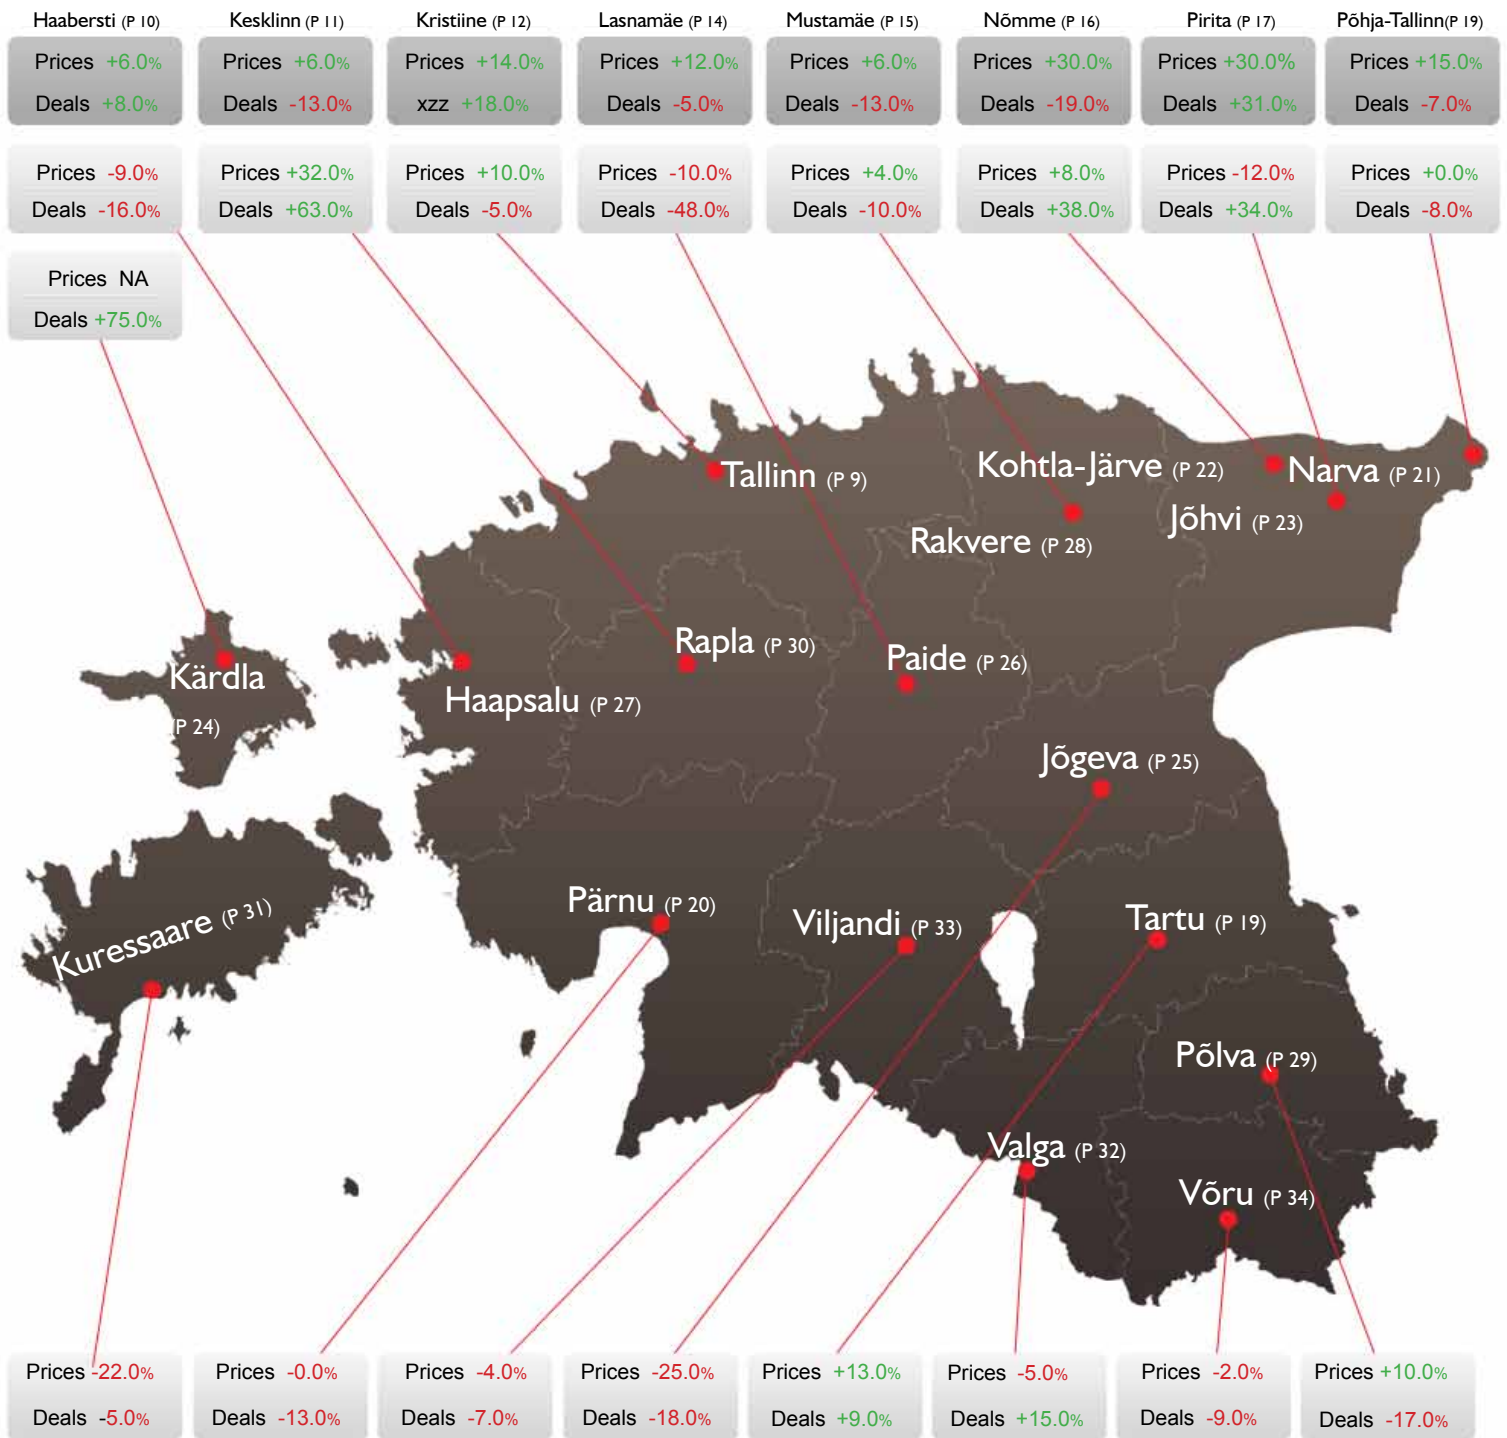 Haabersti (P 10) Kesklinn (P 11) Kristiine (P 12) Lasnamäe (P 14) Mustamäe (P 15) Nõmme (P 16) Pirita (P 17) Põhja-Tallinn(P 19)
Prices +6.0% Prices +6.0% Prices +14.0% Prices +12.0% Prices +6.0% Prices +30.0% Prices +30.0% Prices +15.0%
Deals +8.0% Deals -13.0% xzz +18.0% Deals -5.0% Deals -13.0% Deals -19.0% Deals +31.0% Deals -7.0%
Prices -9.0% Prices +32.0% Prices +10.0% Prices -10.0% Prices +4.0% Prices +8.0% Prices -12.0% Prices +0.0%
Deals -16.0% Deals +63.0% Deals -5.0% Deals -48.0% Deals -10.0% Deals +38.0% Deals +34.0% Deals -8.0%
Prices NA
Deals +75.0%
Tallinn (P 9)
Kohtla-Järve (P 22)
Narva (P 21)
Jõhvi (P 23)
Rakvere (P 28)
Rapla (P 30)
Paide (P 26)
Kärdla
(P 24)
Haapsalu (P 27)
Jõgeva (P 25)
Pärnu (P 20)
Viljandi (P 33)
Tartu (P 19)
Kuressaare (P 31)
Põlva (P 29)
Valga (P 32)
Võru (P 34)
Prices -22.0% Prices -0.0% Prices -4.0% Prices -25.0% Prices +13.0% Prices -5.0% Prices -2.0% Prices +10.0%
Deals -5.0% Deals -13.0% Deals -7.0% Deals -18.0% Deals +9.0% Deals +15.0% Deals -9.0% Deals -17.0%